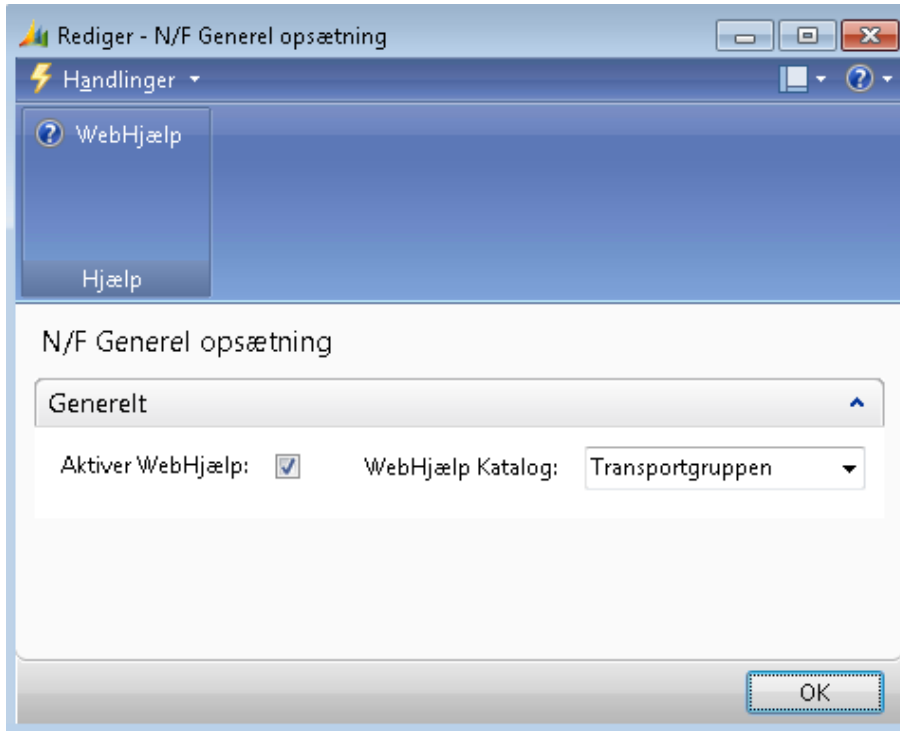 Rediger - N/F Generel opsætning
Handlinger
WebHjælp
Hjælp
N/F Generel opsætning
Generelt
Aktiver WebHjælp: WebHjælp Katalog: Transportgruppen
OK